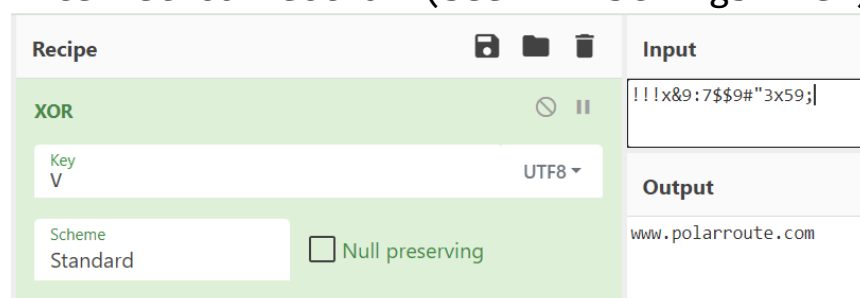 Recipe
Input
XOR
!!!x&9:7$$9#"3x59;
Key
V
UTF8
Output
Scheme
Standard
Null preserving
www.polarroute.com